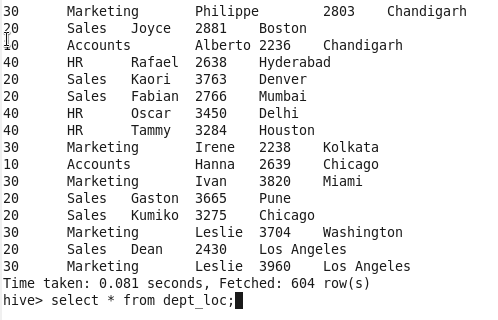 30 Marketing Philippe 2803 Chandigarh
20 Sales Joyce 2881 Boston
10 Accounts Alberto 2236 Chandigarh
40 HR Rafael 2638 Hyderabad
20 Sales Kaori 3763 Denver
20 Sales Fabian 2766 Mumbai
40 HR Oscar 3450 Delhi
40 HR Tammy 3284 Houston
30 Marketing Irene 2238 Kolkata
10 Accounts Hanna 2639 Chicago
30 Marketing Ivan 3820 Miami
20 Sales Gaston 3665 Pune
20 Sales Kumiko 3275 Chicago
30 Marketing Leslie 3704 Washington
20 Sales Dean 2430 Los Angeles
30 Marketing Leslie 3960 Los Angeles
Time taken: 0.081 seconds, Fetched: 604 row(s)
hive> select * from dept_loc;